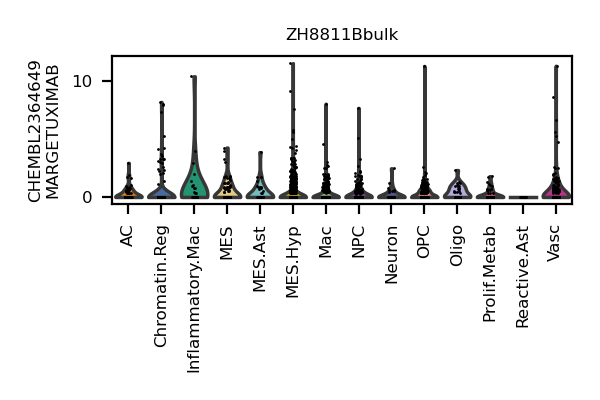 ZH8811Bbulk
CHEMBL2364649
MARGETUXIMAB
10
0
AC
Chromatin.Reg
Inflammatory.Mac
MES
MES.Ast
MES.Hyp
Mac
NPC
Neuron
OPC
Oligo
Prolif.Metab
Reactive.Ast
Vasc